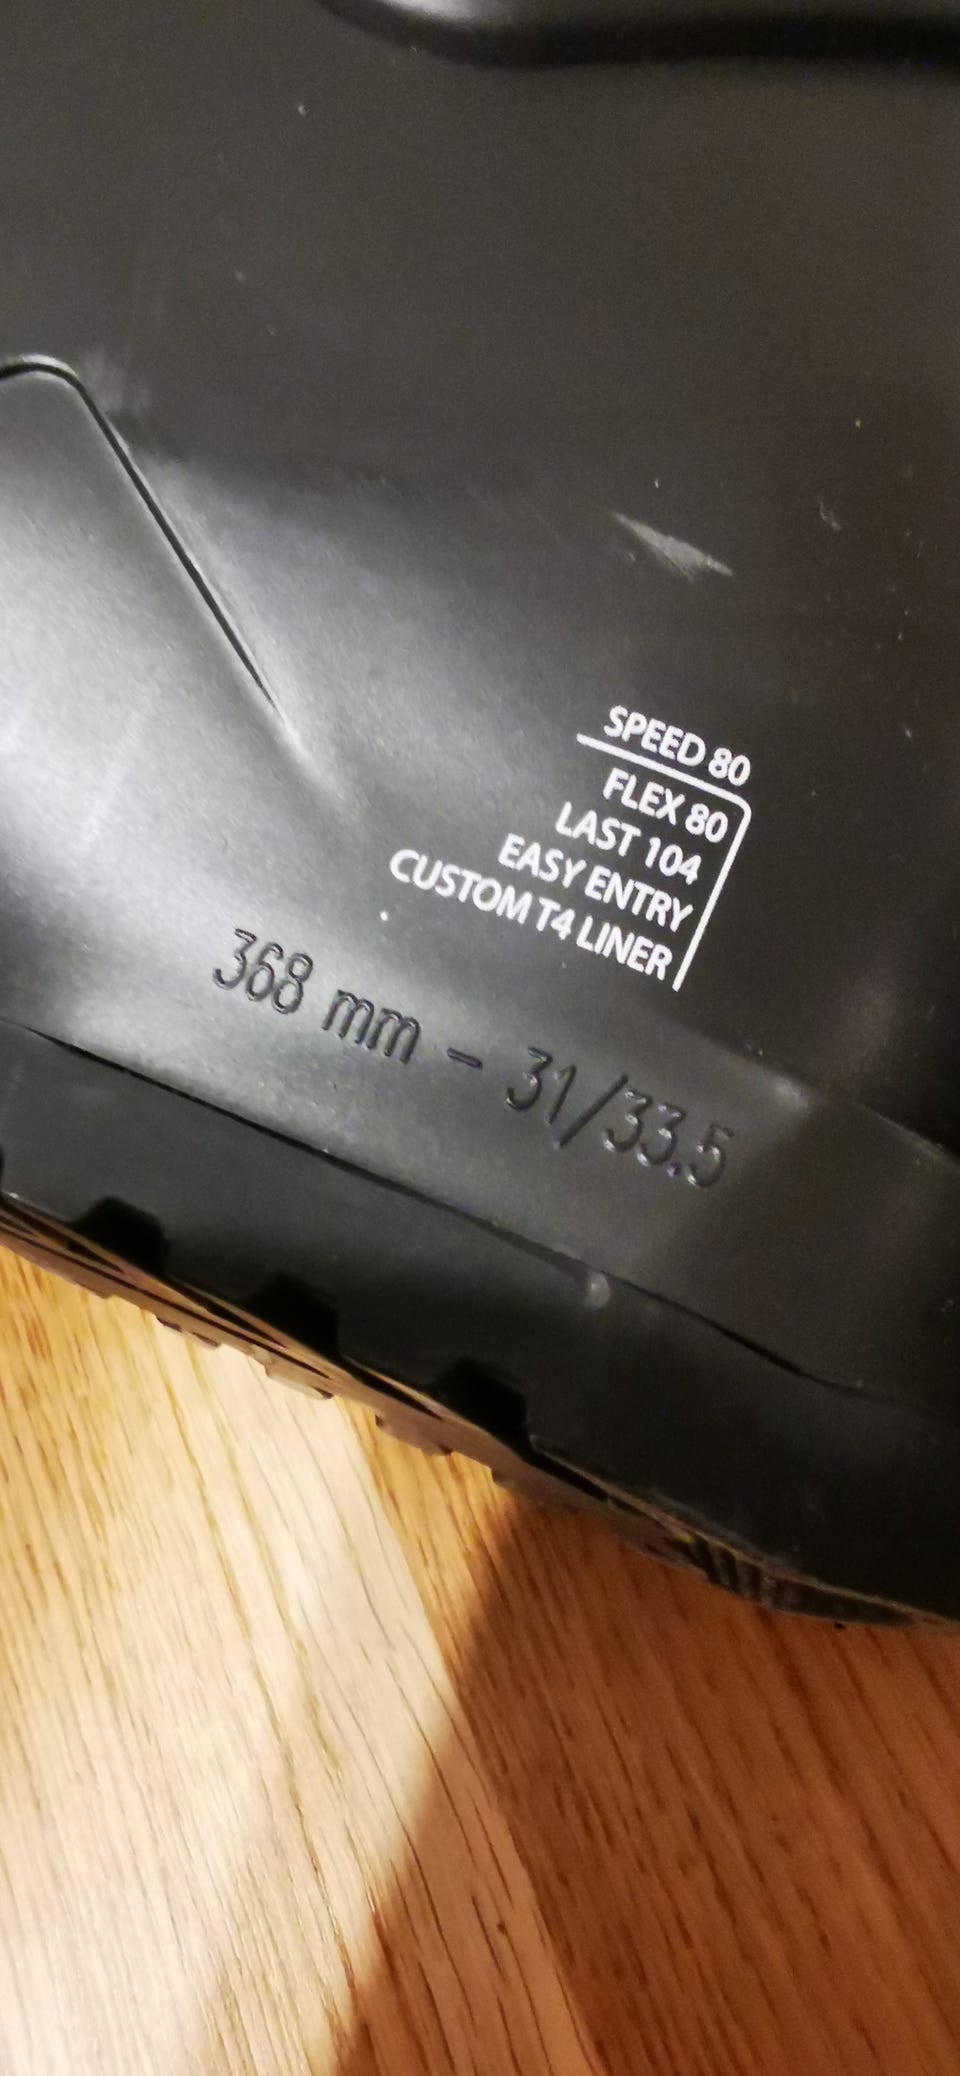 SPEED 80
FLEX 80
LAST 104
EASY ENTRY
CUSTOM T4 LINER
368 mm - 31/33.5